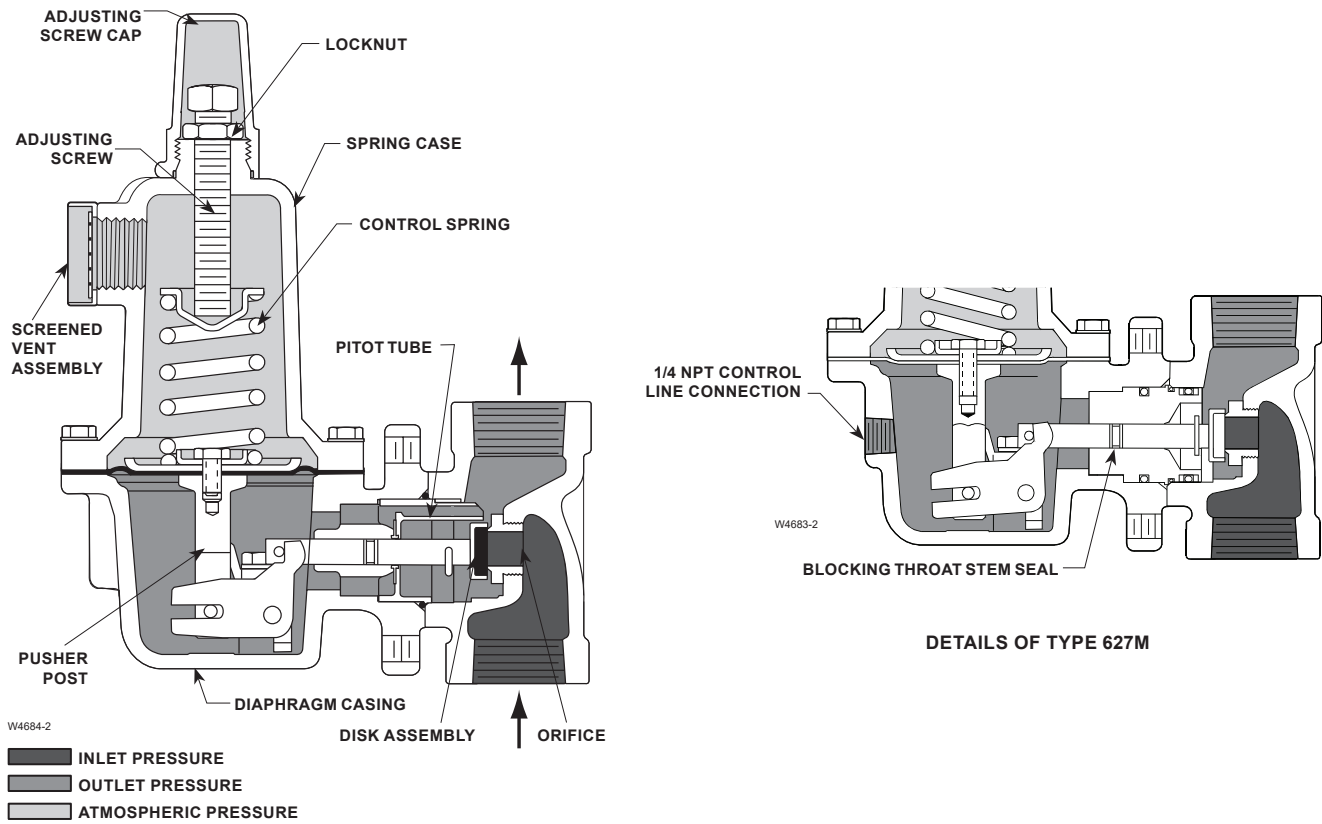 ADJUSTING
SCREW CAP
LOCKNUT
ADJUSTING
SCREW
SPRING CASE
CONTROL SPRING
SCREENED
VENT
ASSEMBLY
PITOT TUBE
PUSHER
POST
DIAPHRAGM CASING
DISK ASSEMBLY
ORIFICE
W4684-2
INLET PRESSURE
OUTLET PRESSURE
ATMOSPHERIC PRESSURE
1/4 NPT CONTROL
LINE CONNECTION
W4683-2
BLOCKING THROAT STEM SEAL
DETAILS OF TYPE 627M